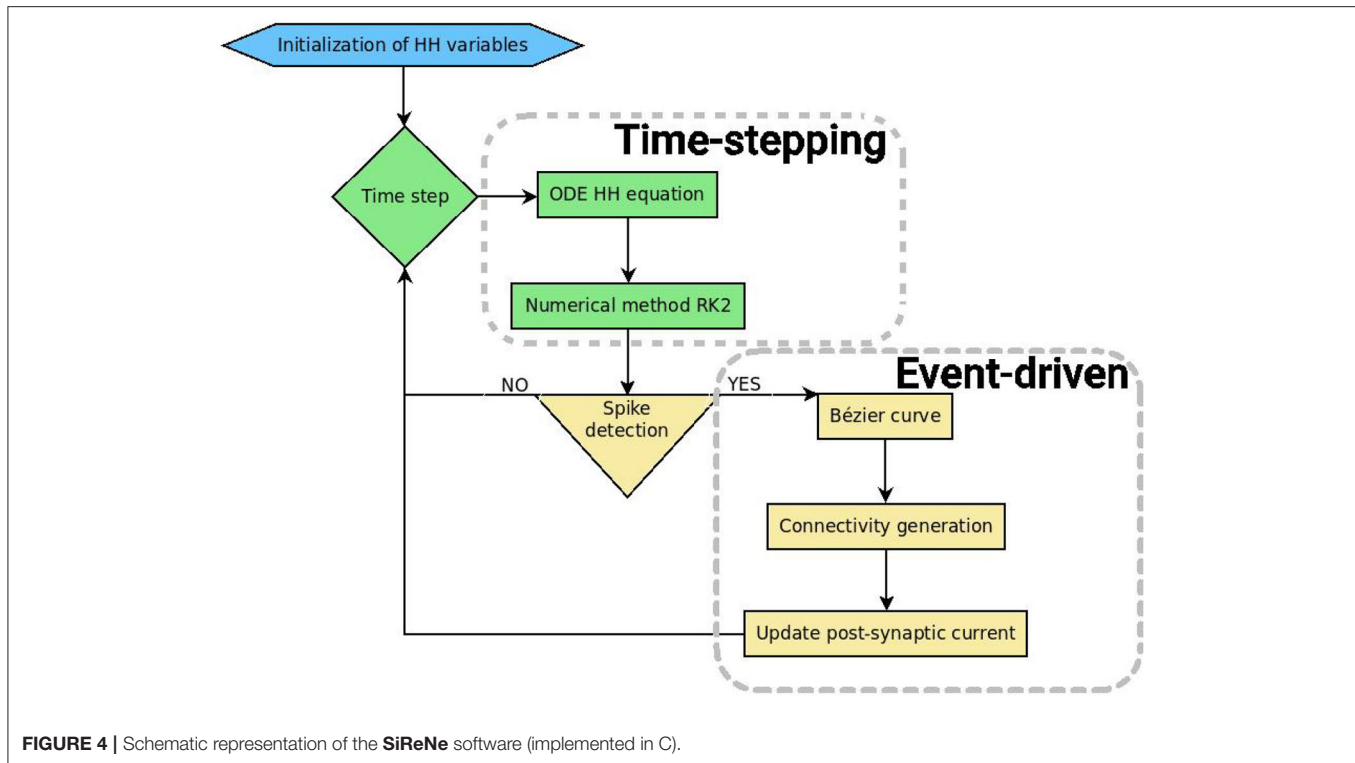 Initialization of HH variables
Time-stepping
Time step
ODE HH equation
Numerical method RK2
NO
Spike
detection
YES
Event-driven
Bézier curve
Connectivity generation
Update post-synaptic current
FIGURE 4 | Schematic representation of the SiReNe software (implemented in C).